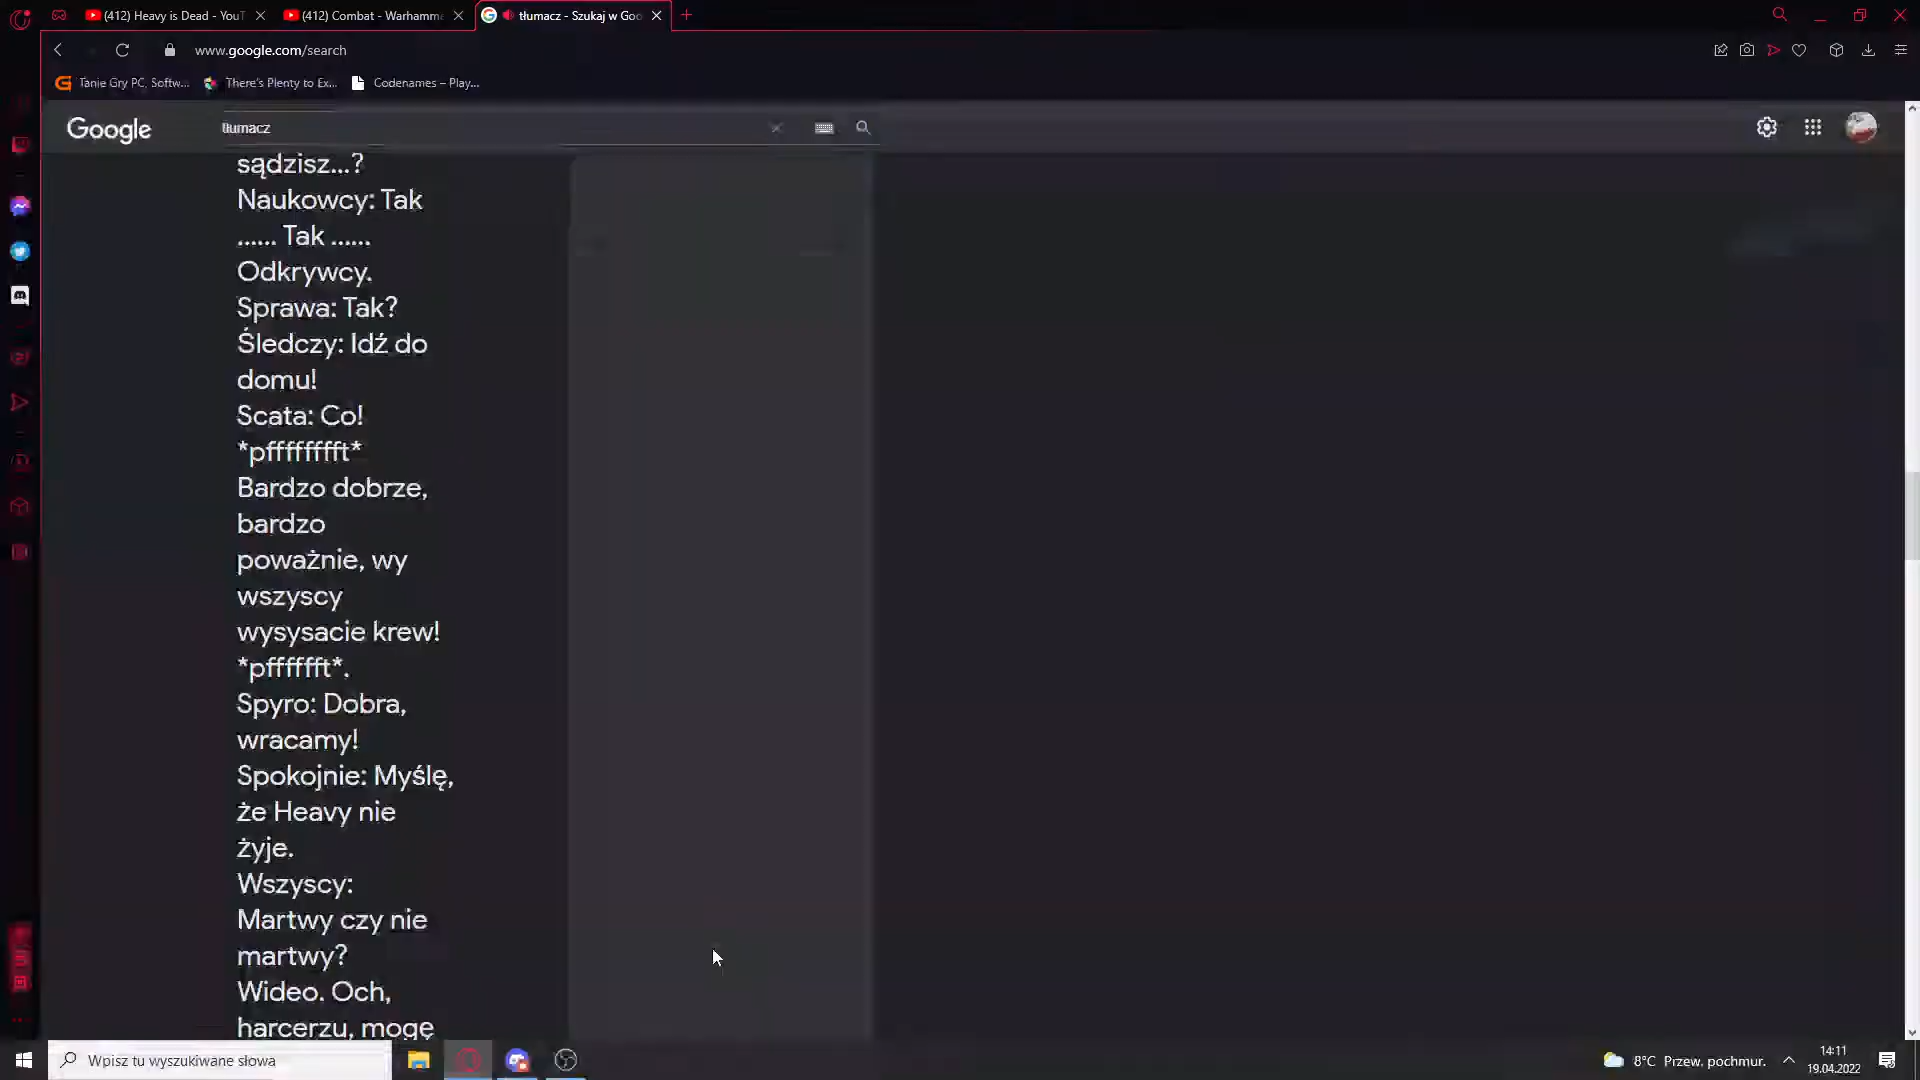 (412) Heavy is Dead - YouT
(412) Combat - Warhamme
tłumacz - Szukaj w Goo
www.google.com/search
Tanie Gry PC, Softw...
There's Plenty to Ex...
Codenames – Play...
Google
tłumacz
sądzisz...?
Naukowcy: Tak
...... Tak ......
Odkrywcy.
Sprawa: Tak?
Śledczy: Idź do
domu!
Scata: Co!
*pfffffffft*
Bardzo dobrze,
bardzo
poważnie, wy
wszyscy
wysysacie krew!
*pffffft*.
Spyro: Dobra,
wracamy!
Spokojnie: Myślę,
że Heavy nie
żyje.
Wszyscy:
Martwy czy nie
martwy?
Wideo. Och,
harcerzu, mogę
Wpisz tu wyszukiwane słowa
8°C Przew. pochmur.
14:11
19.04.2022